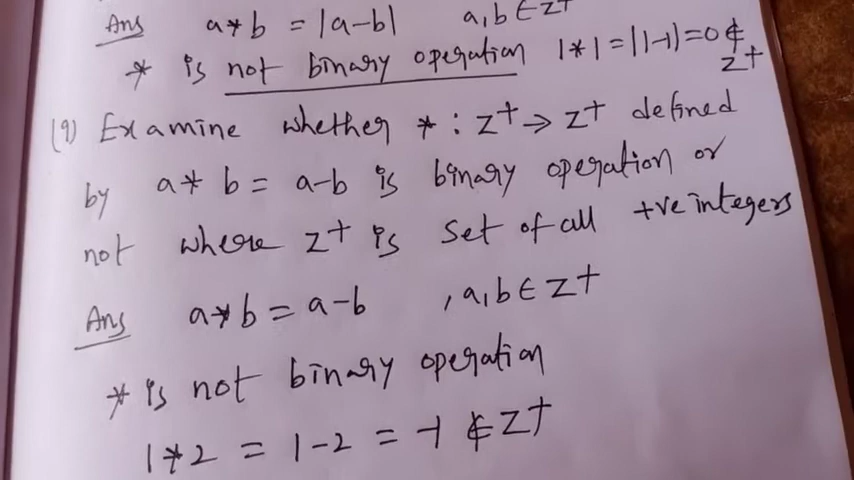 Ans a * b = |a-b| a,b ∈ Z+
* is not binary operation 1*1 = |1-1| = 0 ∉ Z+
(9) Examine whether * : Z+ → Z+ defined
by a * b = a-b is binary operation or
not where Z+ is set of all +ve integers
Ans a * b = a-b , a,b ∈ Z+
* is not binary operation
1 * 2 = 1-2 = -1 ∉ Z+